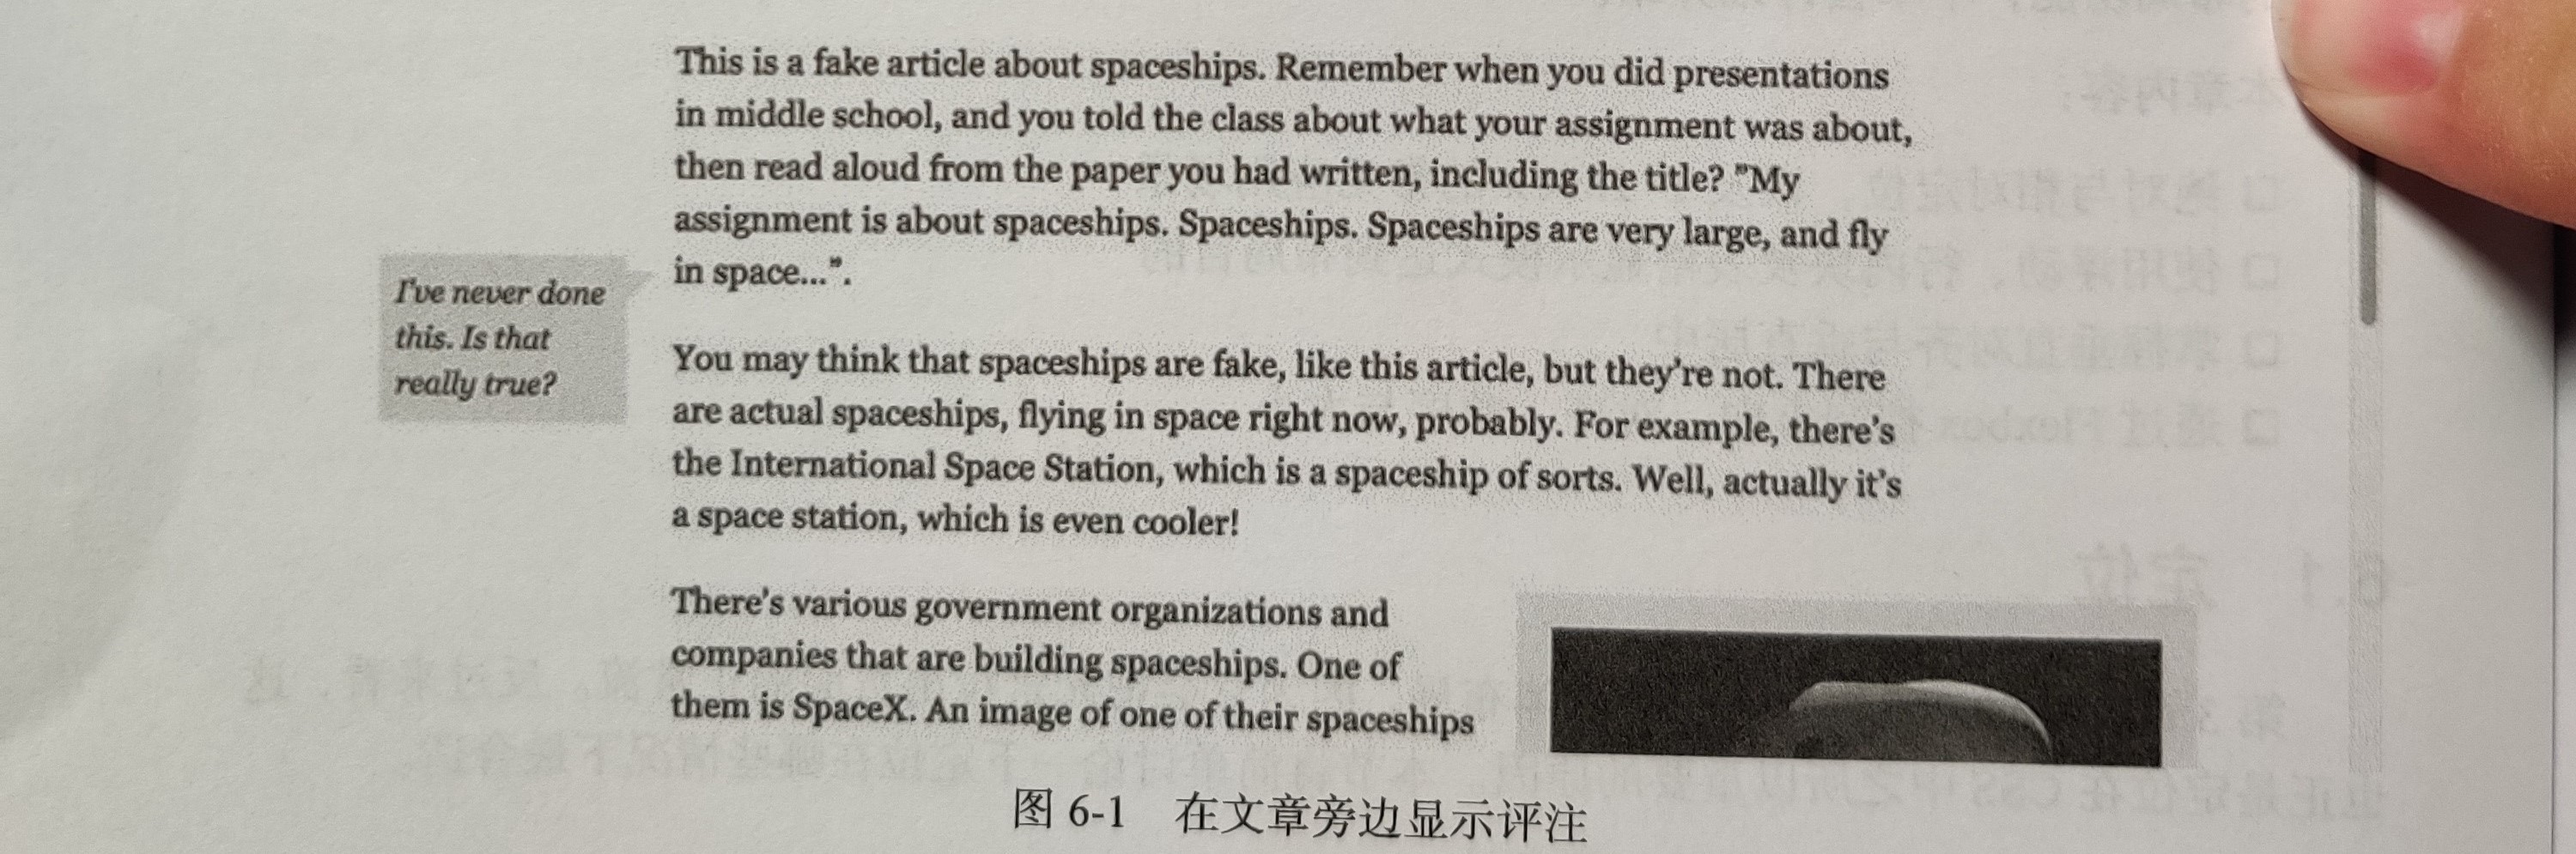 This is a fake article about spaceships. Remember when you did presentations
in middle school, and you told the class about what your assignment was about,
then read aloud from the paper you had written, including the title? "My
assignment is about spaceships. Spaceships. Spaceships are very large, and fly
in space...".
I've never done
this. Is that
really true?
You may think that spaceships are fake, like this article, but they're not. There
are actual spaceships, flying in space right now, probably. For example, there's
the International Space Station, which is a spaceship of sorts. Well, actually it's
a space station, which is even cooler!
There's various government organizations and
companies that are building spaceships. One of
them is SpaceX. An image of one of their spaceships
图 6-1 在文章旁边显示评注